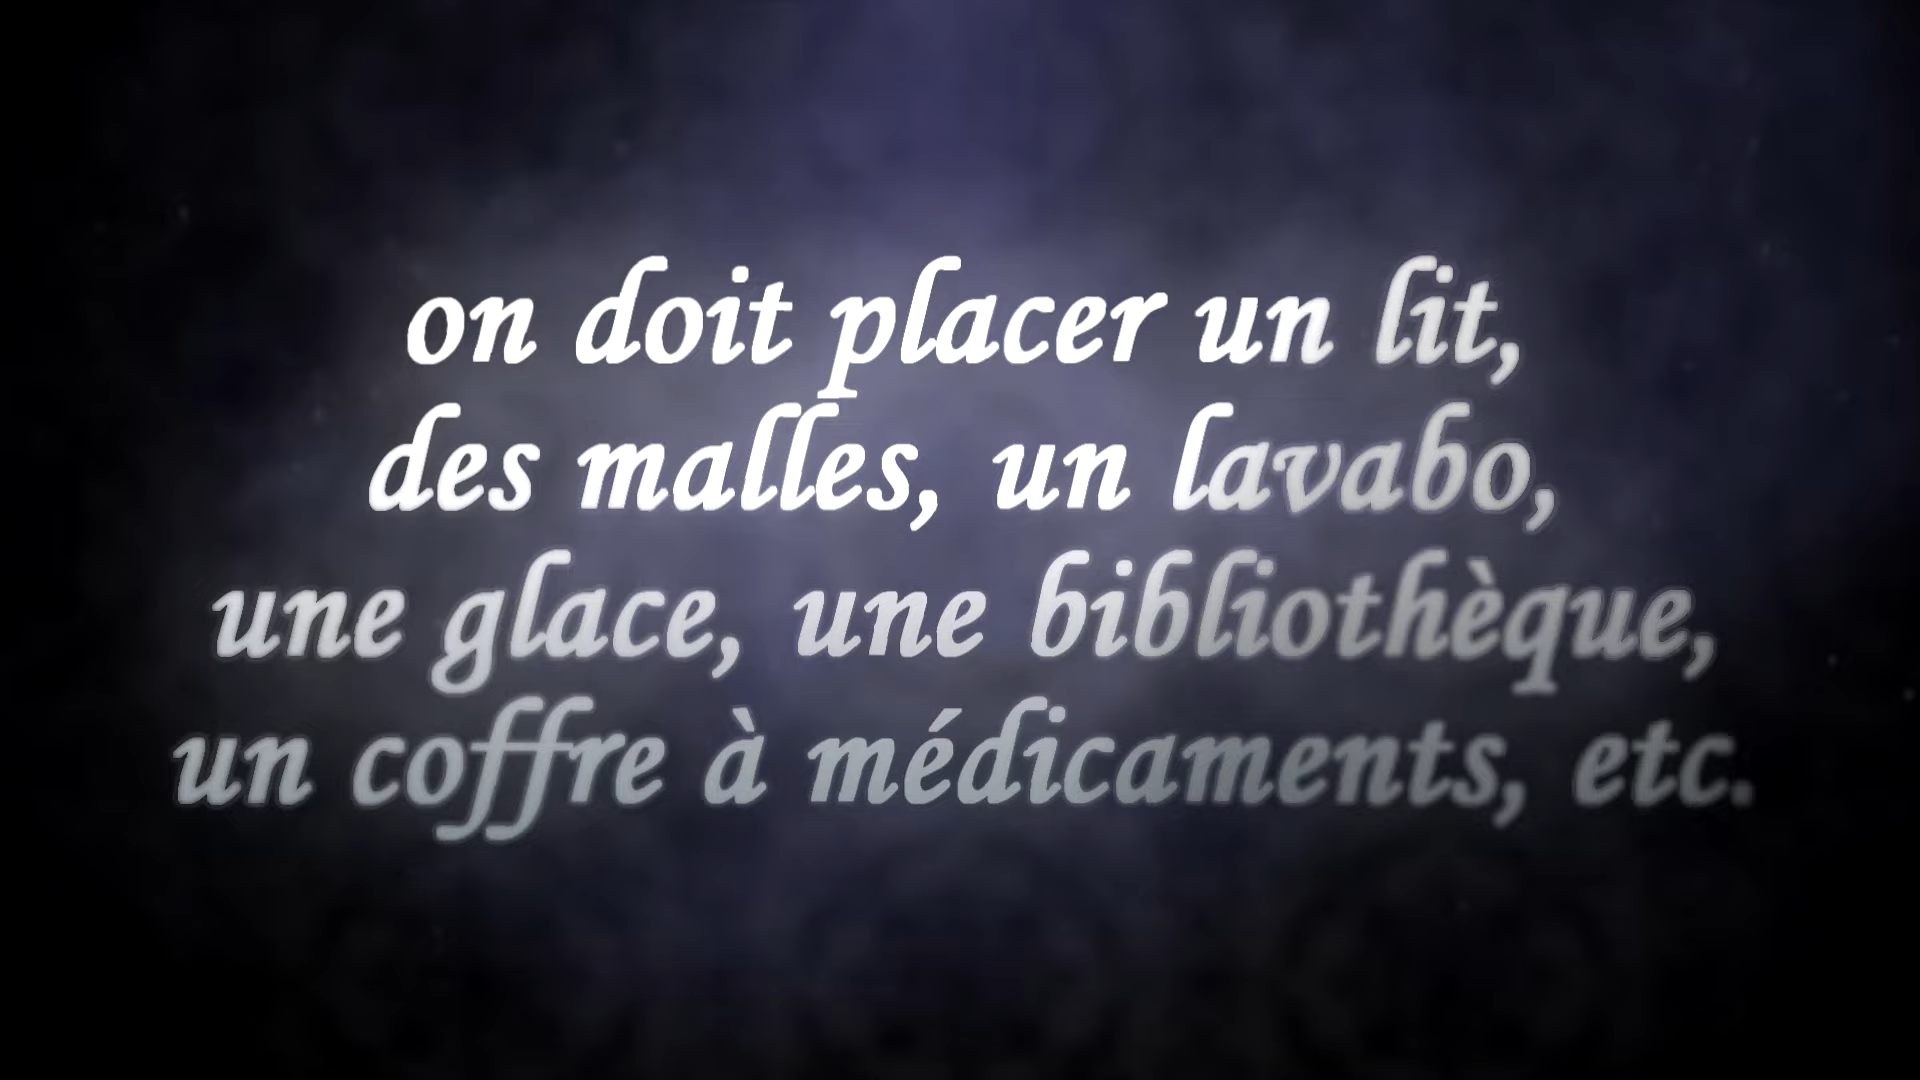 on doit placer un lit,
des malles, un lavabo,
une glace, une bibliothèque,
un coffre à médicaments, etc.